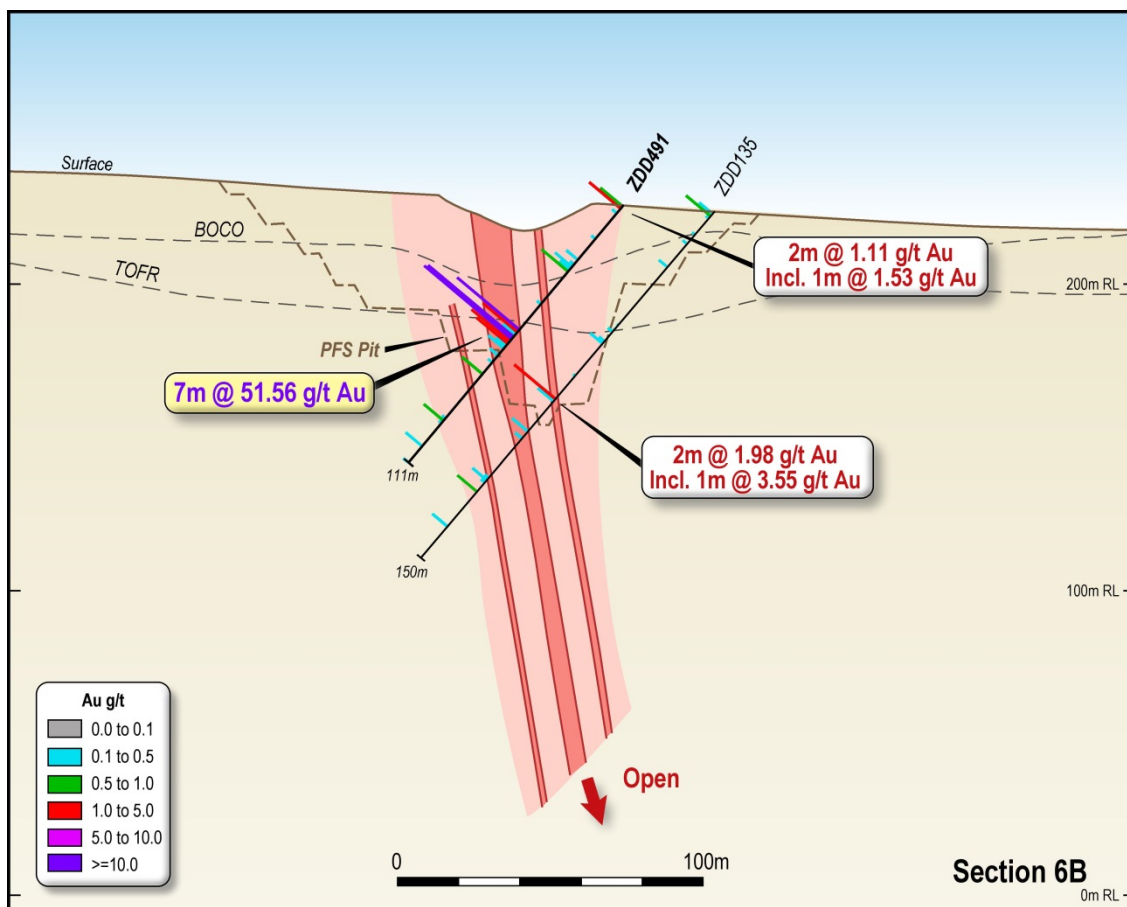 ZDD491
ZDD135
Surface
BOCO
TOFR
2m @ 1.11 g/t Au
Incl. 1m @ 1.53 g/t Au
200m RL
PFS Pit
7m @ 51.56 g/t Au
2m @ 1.98 g/t Au
Incl. 1m @ 3.55 g/t Au
111m
150m
100m RL
Au g/t
0.0 to 0.1
0.1 to 0.5
0.5 to 1.0
1.0 to 5.0
5.0 to 10.0
>=10.0
Open
0
100m
Section 6B
0m RL